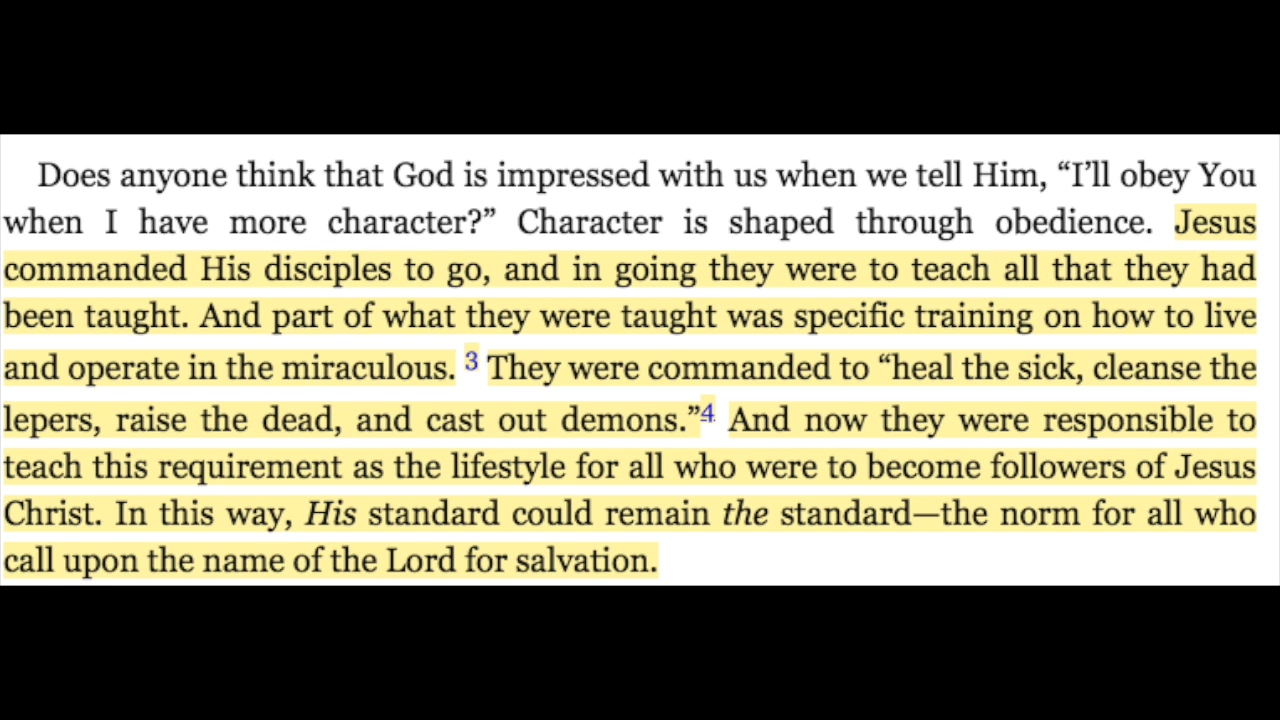 Does anyone think that God is impressed with us when we tell Him, “I’ll obey You
when I have more character?” Character is shaped through obedience. Jesus
commanded His disciples to go, and in going they were to teach all that they had
been taught. And part of what they were taught was specific training on how to live
and operate in the miraculous. 3 They were commanded to “heal the sick, cleanse the
lepers, raise the dead, and cast out demons.”4 And now they were responsible to
teach this requirement as the lifestyle for all who were to become followers of Jesus
Christ. In this way, His standard could remain the standard—the norm for all who
call upon the name of the Lord for salvation.